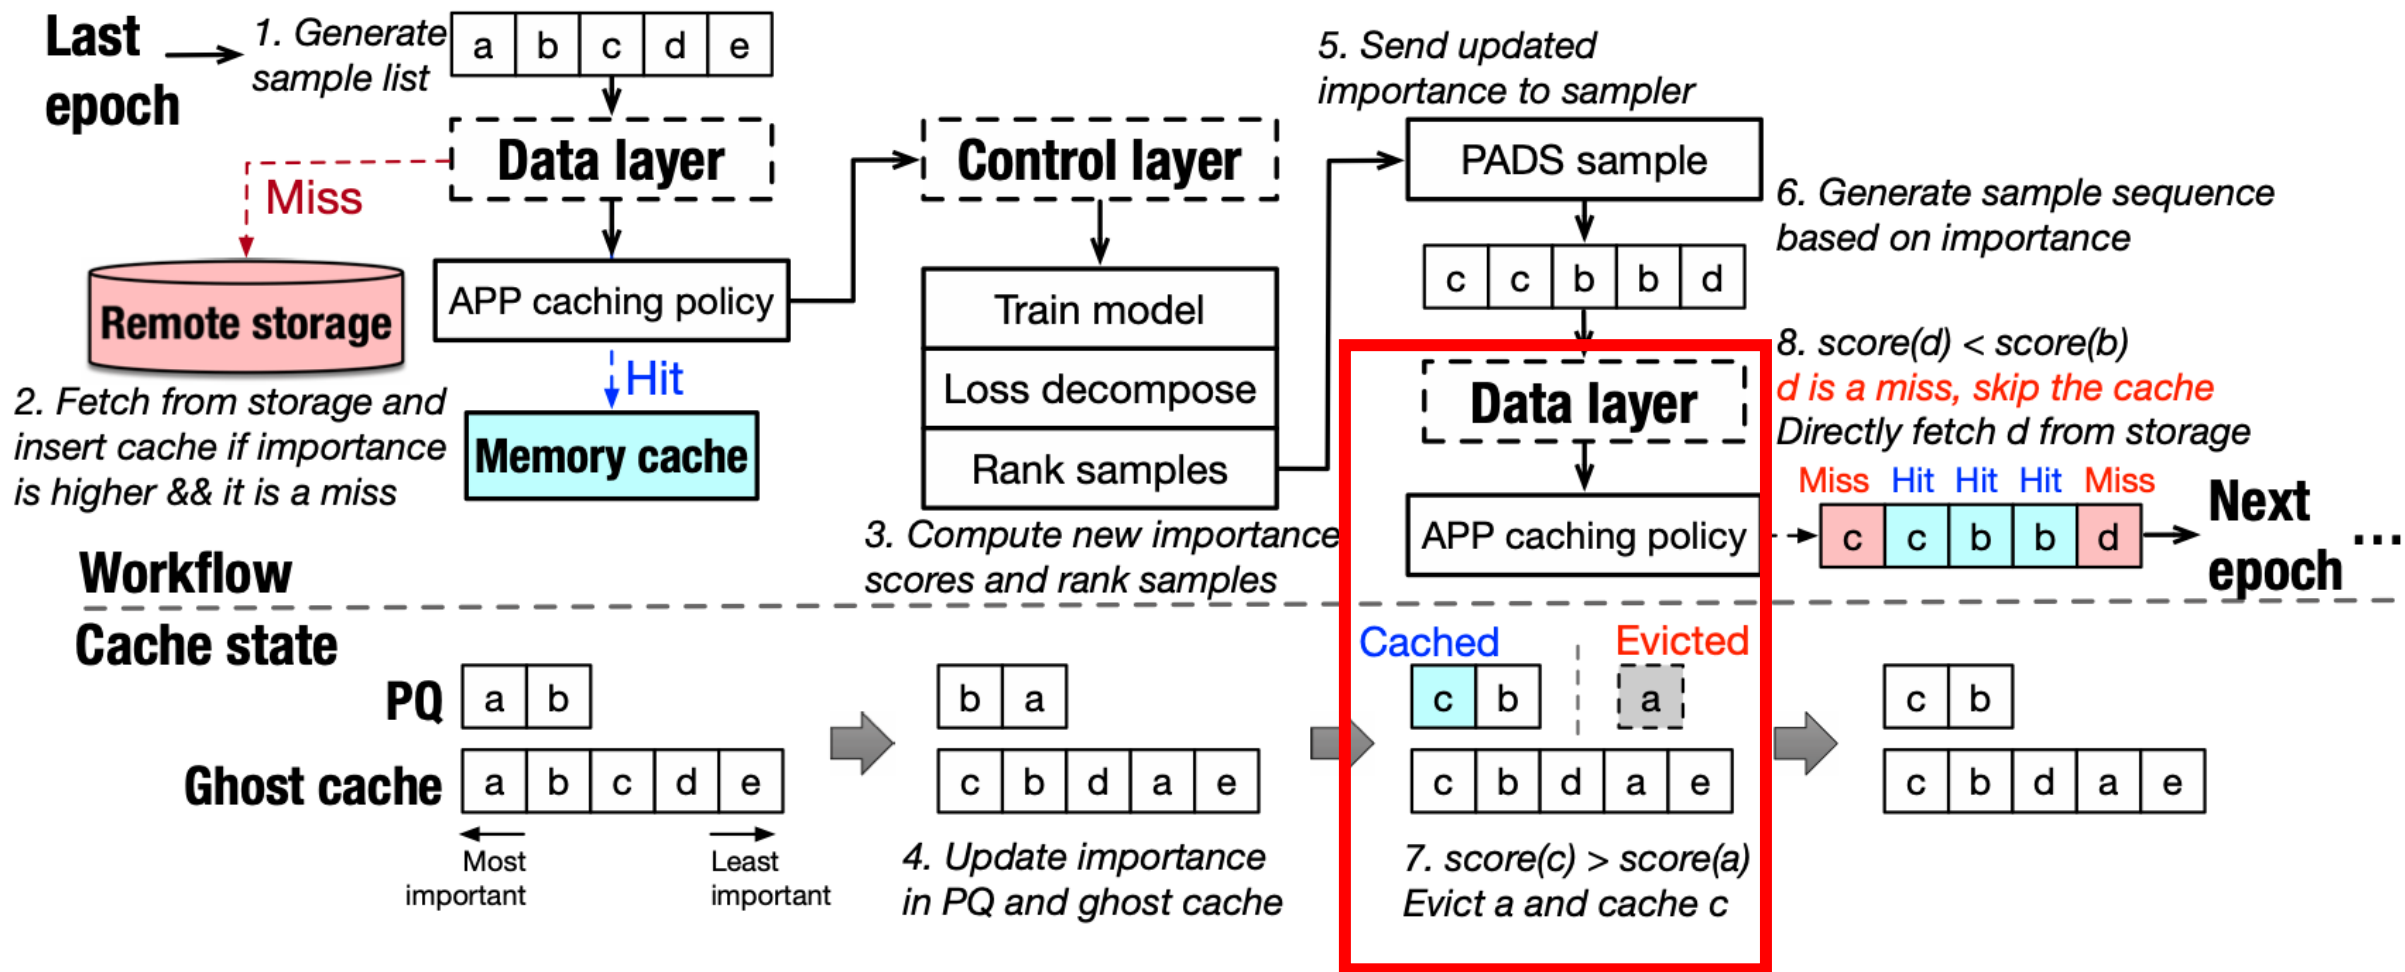 Last
epoch
1. Generate
sample list
a b c d e
Data layer
Miss
Remote storage
APP caching policy
Hit
Memory cache
2. Fetch from storage and
insert cache if importance
is higher && it is a miss
Control layer
Train model
Loss decompose
Rank samples
3. Compute new importance
scores and rank samples
5. Send updated
importance to sampler
PADS sample
6. Generate sample sequence
based on importance
c c b b d
Data layer
APP caching policy
8. score(d) < score(b)
d is a miss, skip the cache
Directly fetch d from storage
Miss Hit Hit Hit Miss
c c b b d
Next
epoch
...
Workflow
Cache state
PQ
a b
Ghost cache
a b c d e
Most
important
Least
important
b a
c b d a e
4. Update importance
in PQ and ghost cache
Cached
Evicted
c b
a
c b d a e
7. score(c) > score(a)
Evict a and cache c
c b
c b d a e